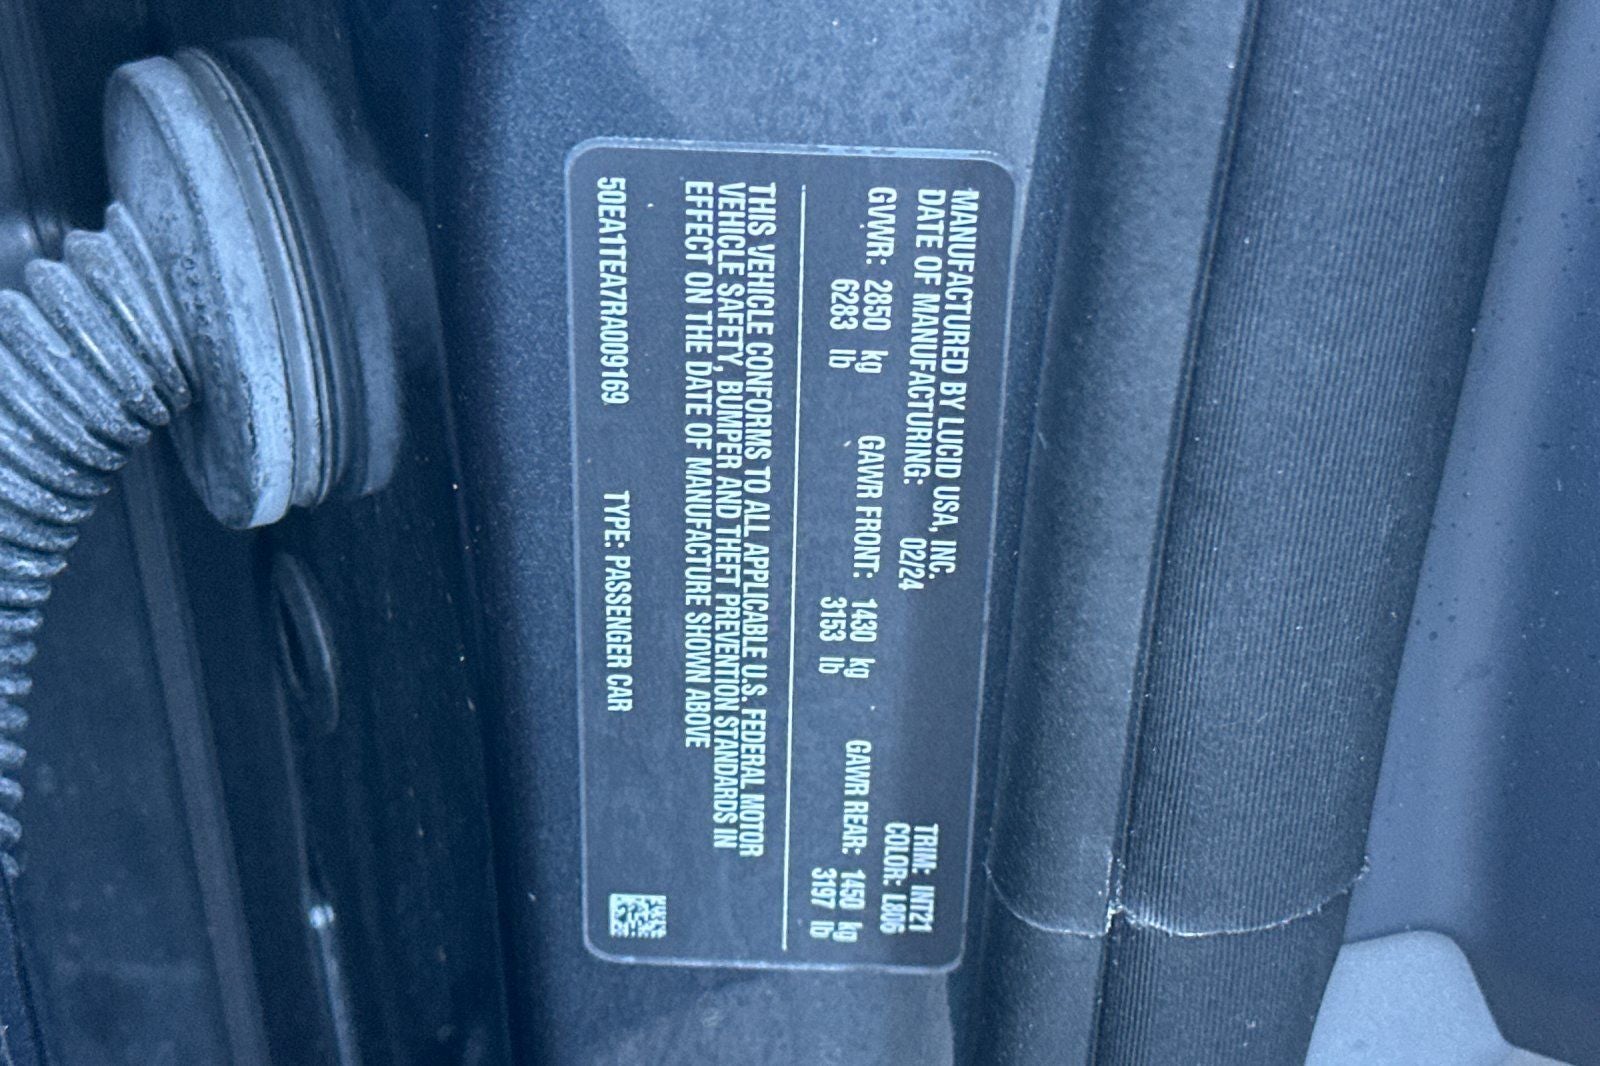 MANUFACTURED BY LUCID USA, INC.
DATE OF MANUFACTURING: 02/24
TRIM: INT21
COLOR: L806
GVWR: 2850 kg GAWR FRONT: 1430 kg GAWR REAR: 1450 kg
6283 lb 3153 lb 3197 lb
THIS VEHICLE CONFORMS TO ALL APPLICABLE U.S. FEDERAL MOTOR
VEHICLE SAFETY, BUMPER AND THEFT PREVENTION STANDARDS IN
EFFECT ON THE DATE OF MANUFACTURE SHOWN ABOVE
50EA1TEA7RA009169 TYPE: PASSENGER CAR